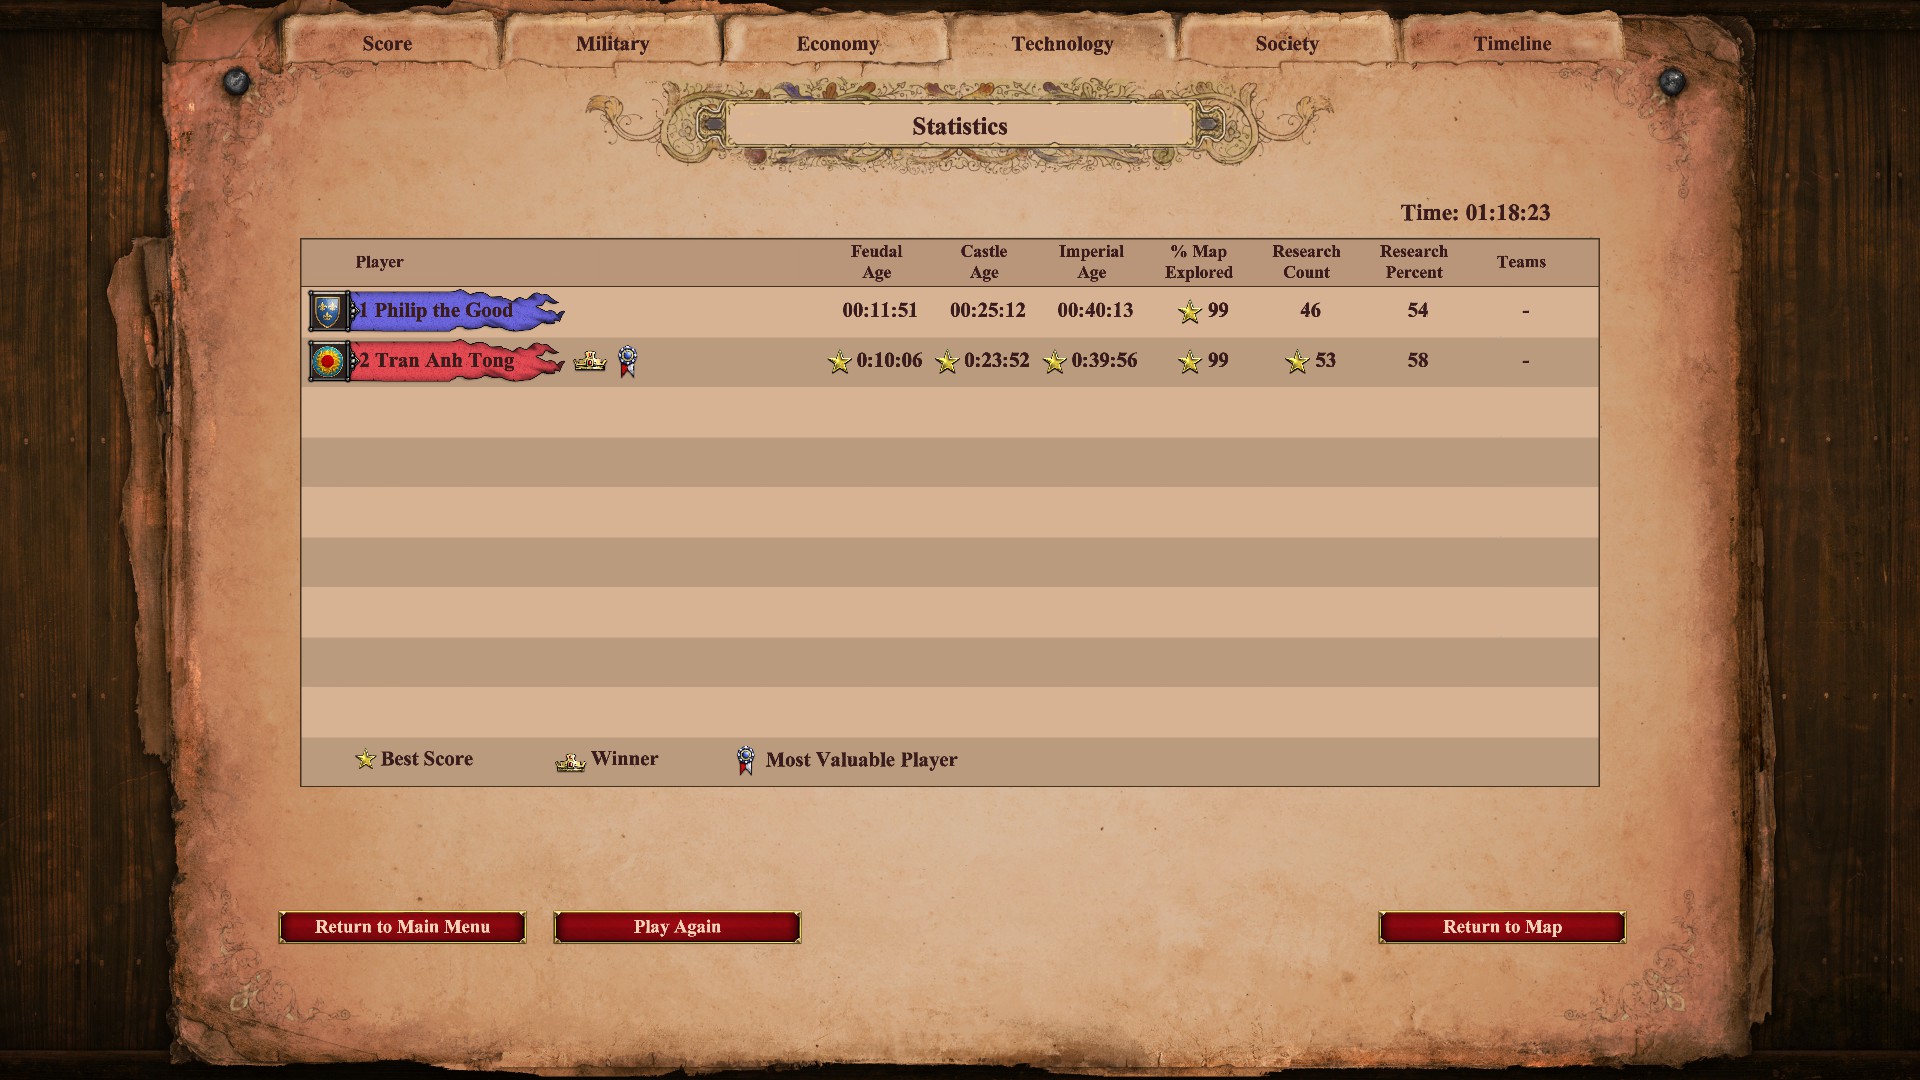 Score Military Economy Technology Society Timeline
Statistics
Time: 01:18:23
Player Feudal Age Castle Age Imperial Age % Map Explored Research Count Research Percent Teams
1 Philip the Good 00:11:51 00:25:12 00:40:13 99 46 54 -
2 Tran Anh Tong 0:10:06 0:23:52 0:39:56 99 53 58 -
Best Score Winner Most Valuable Player
Return to Main Menu Play Again Return to Map